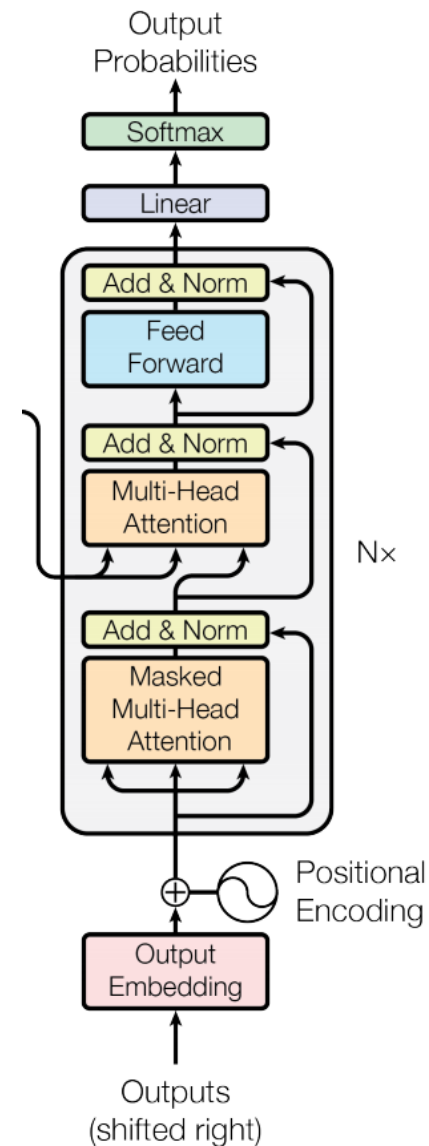 Output
Probabilities
Softmax
Linear
Add & Norm
Feed
Forward
Add & Norm
Multi-Head
Attention
N×
Add & Norm
Masked
Multi-Head
Attention
Positional
Encoding
Output
Embedding
Outputs
(shifted right)